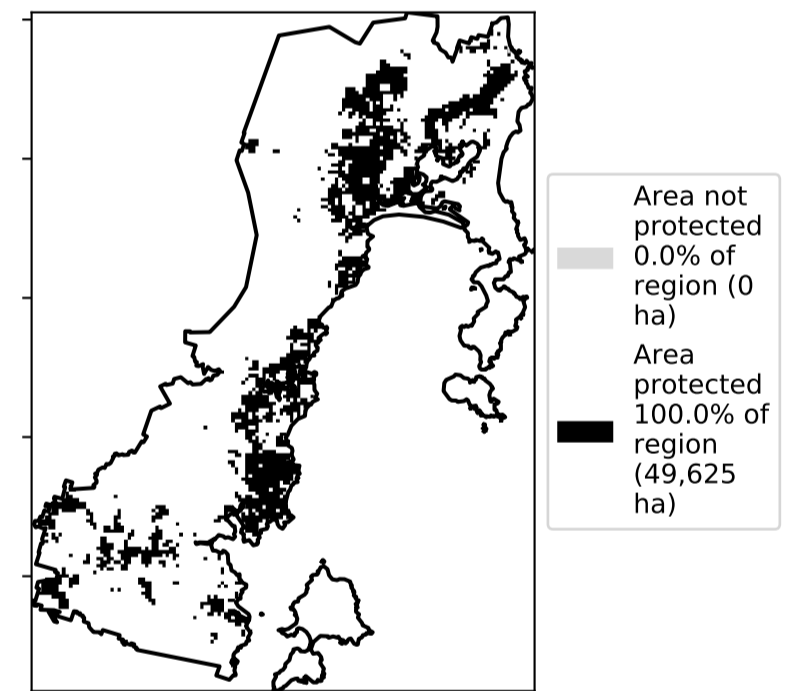 Area not
protected
0.0% of
region (0
ha)
Area
protected
100.0% of
region
(49,625
ha)